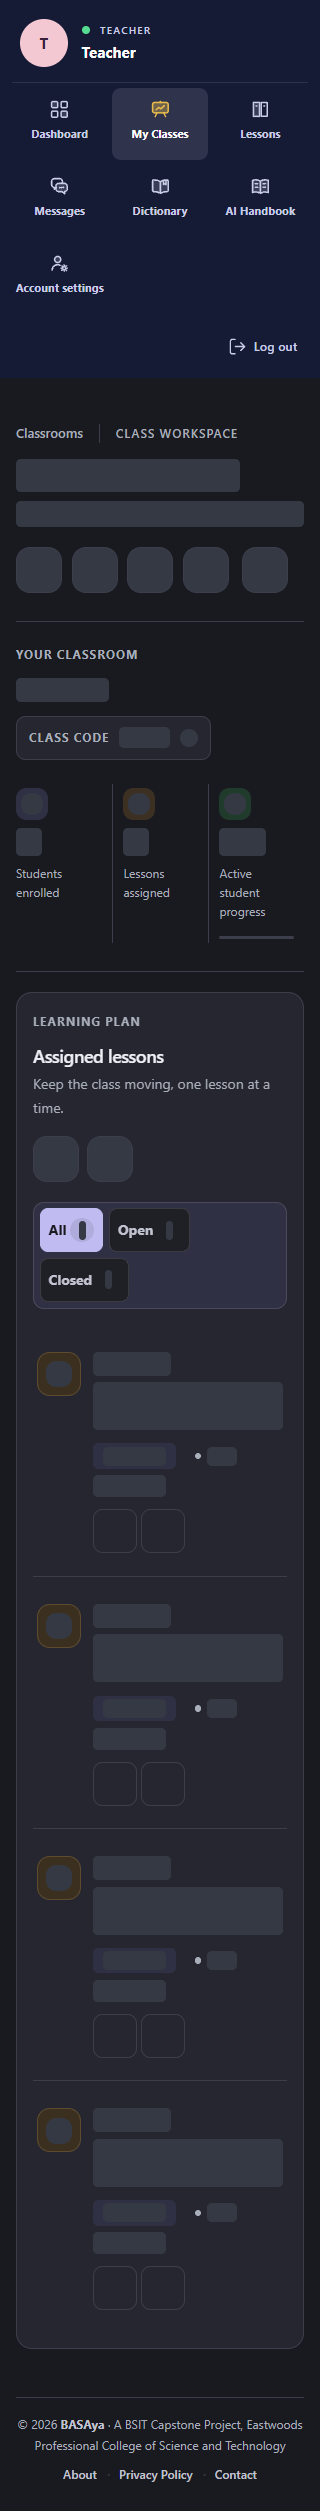 T
TEACHER
Teacher
Dashboard
My Classes
Lessons
Messages
Dictionary
AI Handbook
Account settings
Log out
Classrooms
CLASS WORKSPACE
YOUR CLASSROOM
CLASS CODE
Students
enrolled
Lessons
assigned
Active
student
progress
LEARNING PLAN
Assigned lessons
Keep the class moving, one lesson at a
time.
All
Open
Closed
© 2026 BASAya · A BSIT Capstone Project, Eastwoods
Professional College of Science and Technology
About · Privacy Policy · Contact